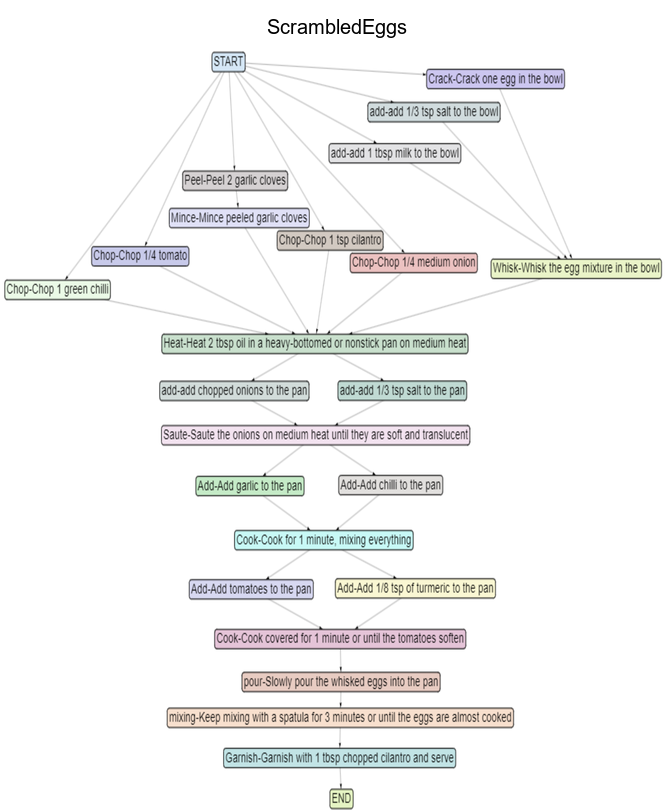 ScrambledEggs
START
Crack-Crack one egg in the bowl
add-add 1/3 tsp salt to the bowl
add-add 1 tbsp milk to the bowl
Peel-Peel 2 garlic cloves
Mince-Mince peeled garlic cloves
Chop-Chop 1 tsp cilantro
Chop-Chop 1/4 tomato
Chop-Chop 1/4 medium onion
Whisk-Whisk the egg mixture in the bowl
Chop-Chop 1 green chilli
Heat-Heat 2 tbsp oil in a heavy-bottomed or nonstick pan on medium heat
add-add chopped onions to the pan
add-add 1/3 tsp salt to the pan
Saute-Saute the onions on medium heat until they are soft and translucent
Add-Add garlic to the pan
Add-Add chilli to the pan
Cook-Cook for 1 minute, mixing everything
Add-Add tomatoes to the pan
Add-Add 1/8 tsp of turmeric to the pan
Cook-Cook covered for 1 minute or until the tomatoes soften
pour-Slowly pour the whisked eggs into the pan
mixing-Keep mixing with a spatula for 3 minutes or until the eggs are almost cooked
Garnish-Garnish with 1 tbsp chopped cilantro and serve
END